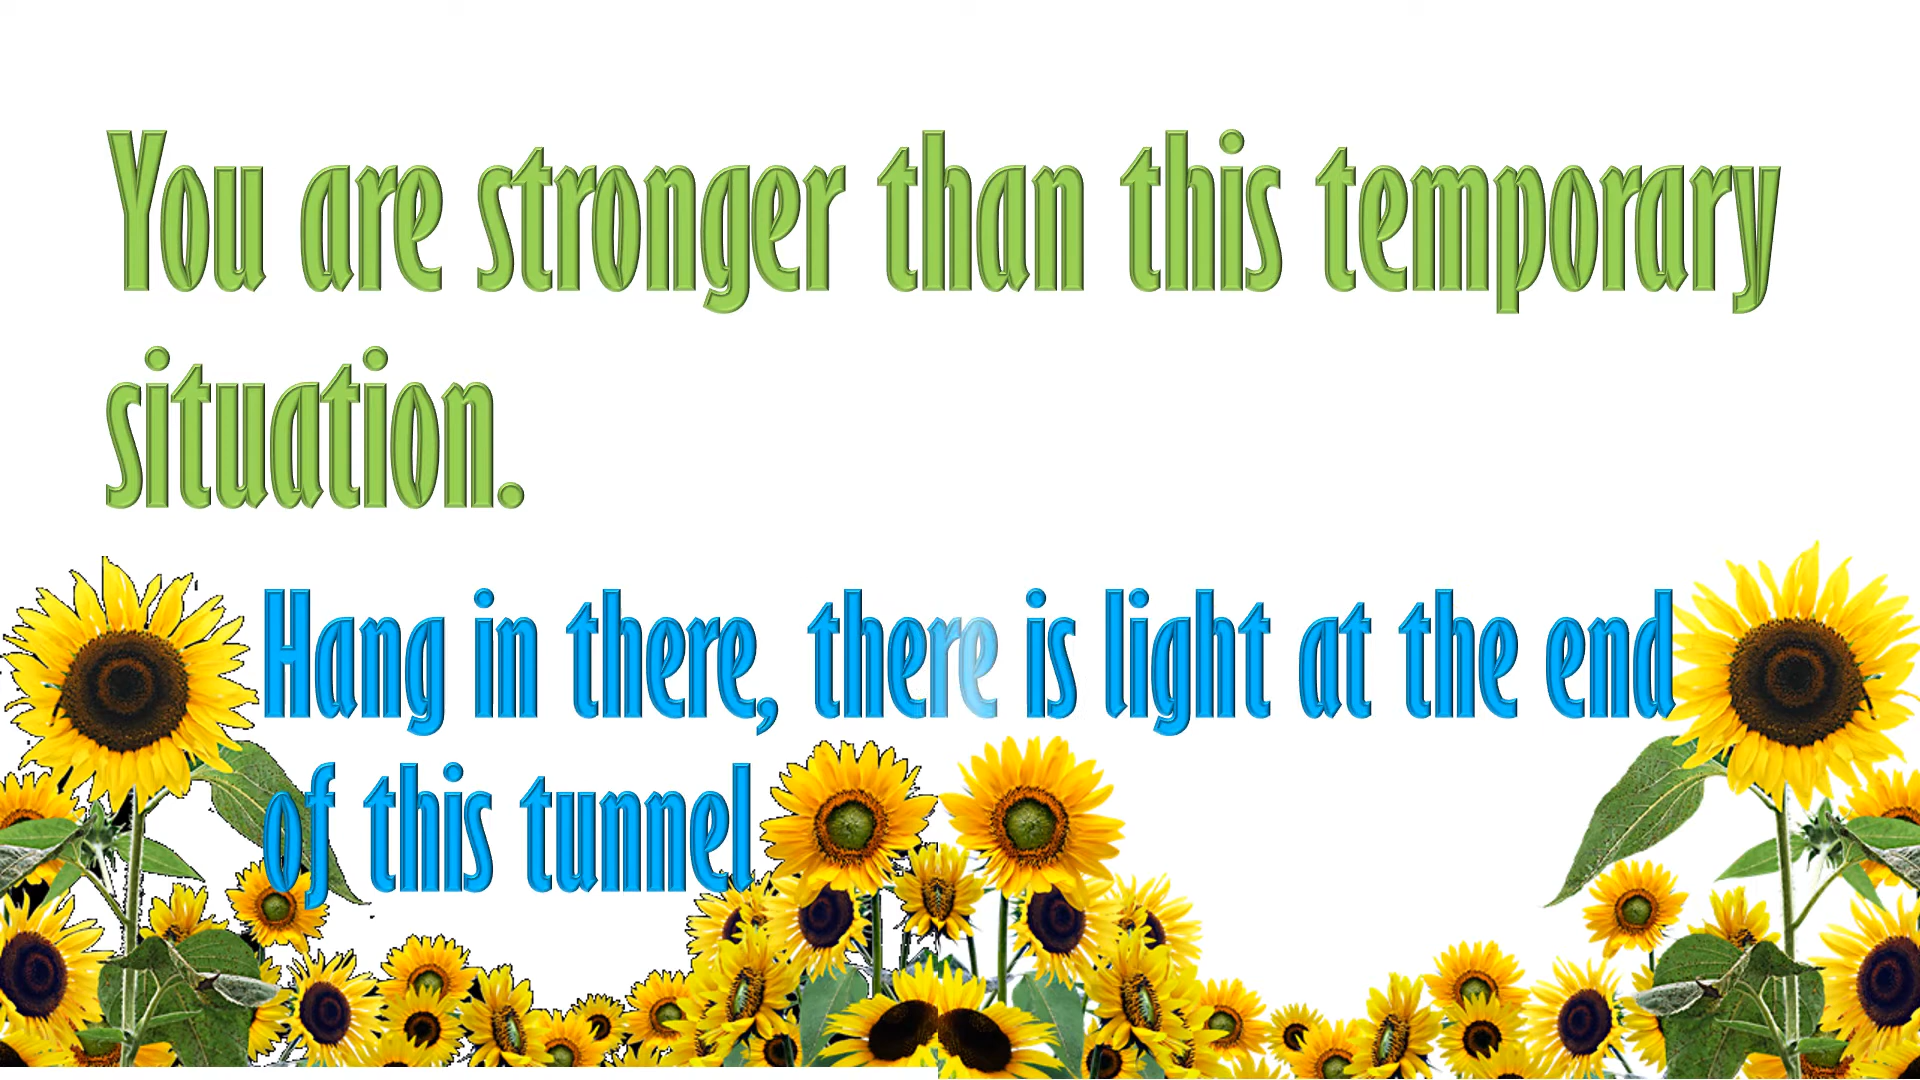 You are stronger than this temporary
situation.
Hang in there, there is light at the end
of this tunnel